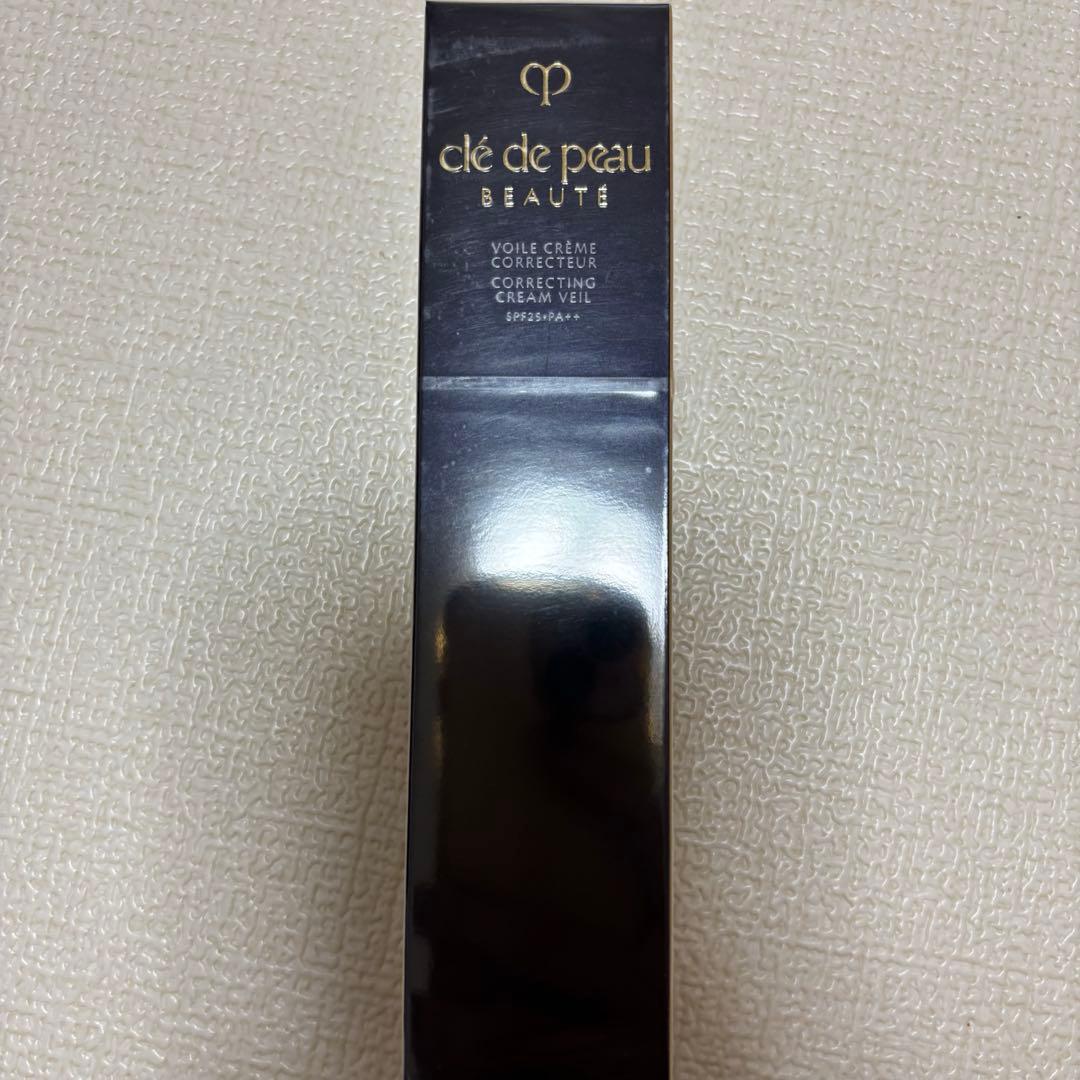 clé de peau
BEAUTÉ
VOILE CRÈME
CORRECTEUR
CORRECTING
CREAM VEIL
SPF25•PA++